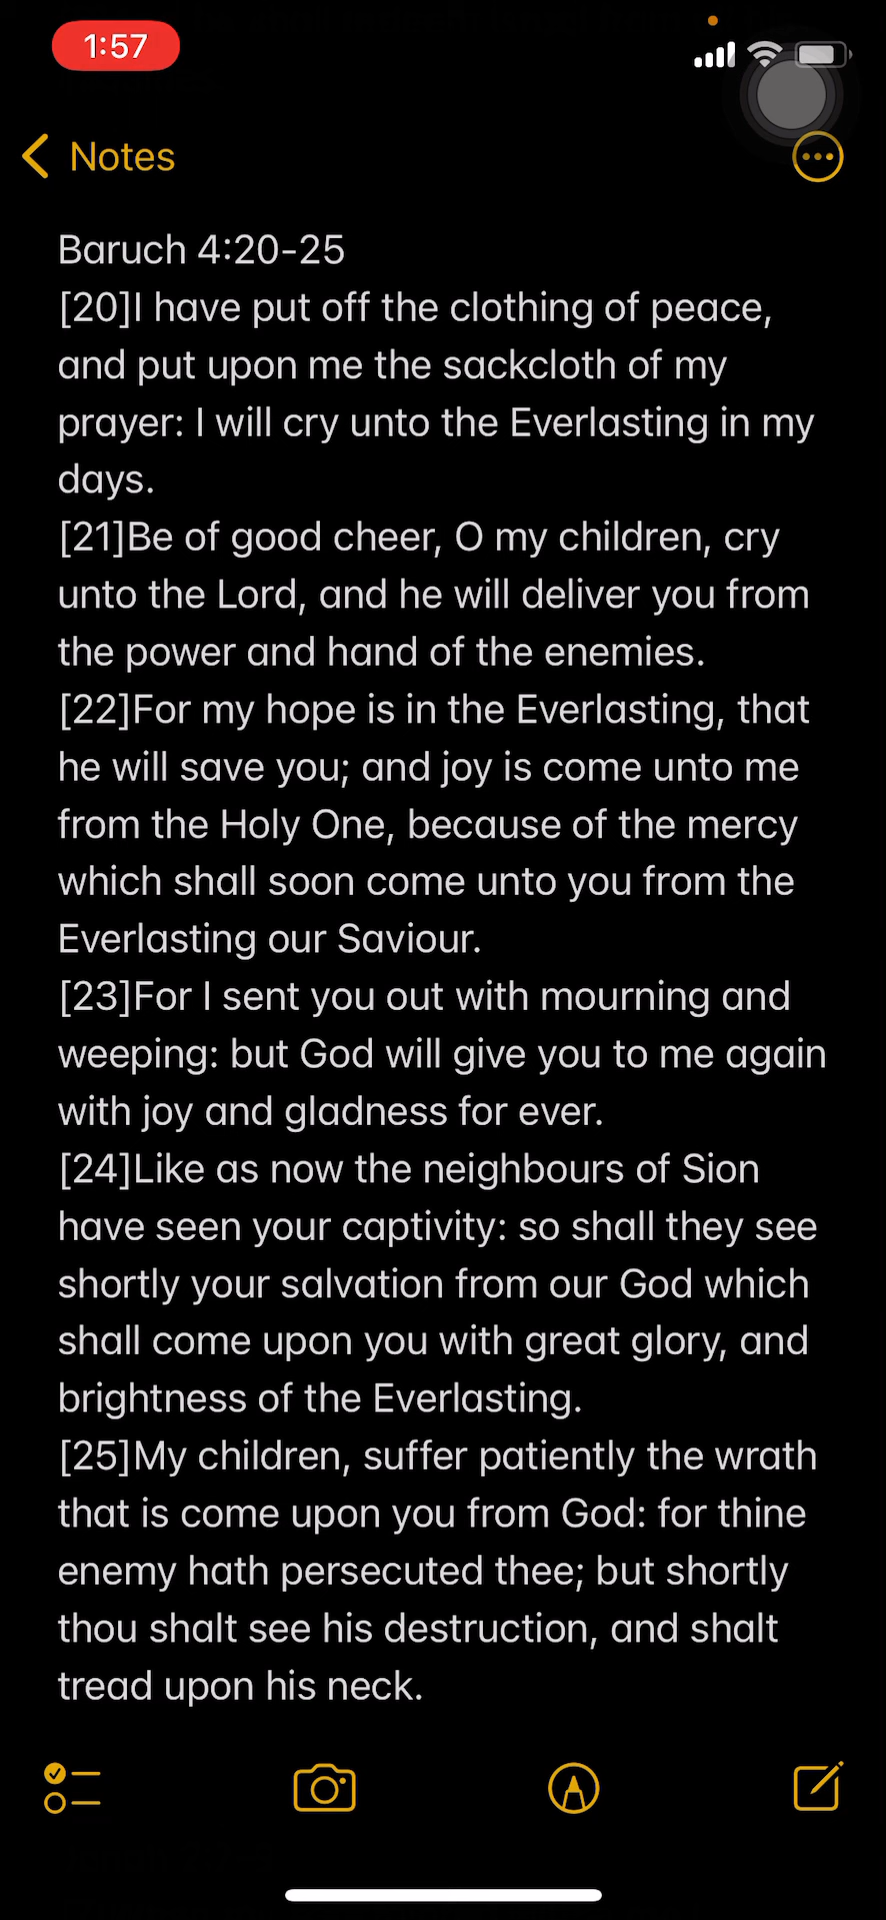 1:57
Notes
Baruch 4:20-25
[20]I have put off the clothing of peace,
and put upon me the sackcloth of my
prayer: I will cry unto the Everlasting in my
days.
[21]Be of good cheer, O my children, cry
unto the Lord, and he will deliver you from
the power and hand of the enemies.
[22]For my hope is in the Everlasting, that
he will save you; and joy is come unto me
from the Holy One, because of the mercy
which shall soon come unto you from the
Everlasting our Saviour.
[23]For I sent you out with mourning and
weeping: but God will give you to me again
with joy and gladness for ever.
[24]Like as now the neighbours of Sion
have seen your captivity: so shall they see
shortly your salvation from our God which
shall come upon you with great glory, and
brightness of the Everlasting.
[25]My children, suffer patiently the wrath
that is come upon you from God: for thine
enemy hath persecuted thee; but shortly
thou shalt see his destruction, and shalt
tread upon his neck.